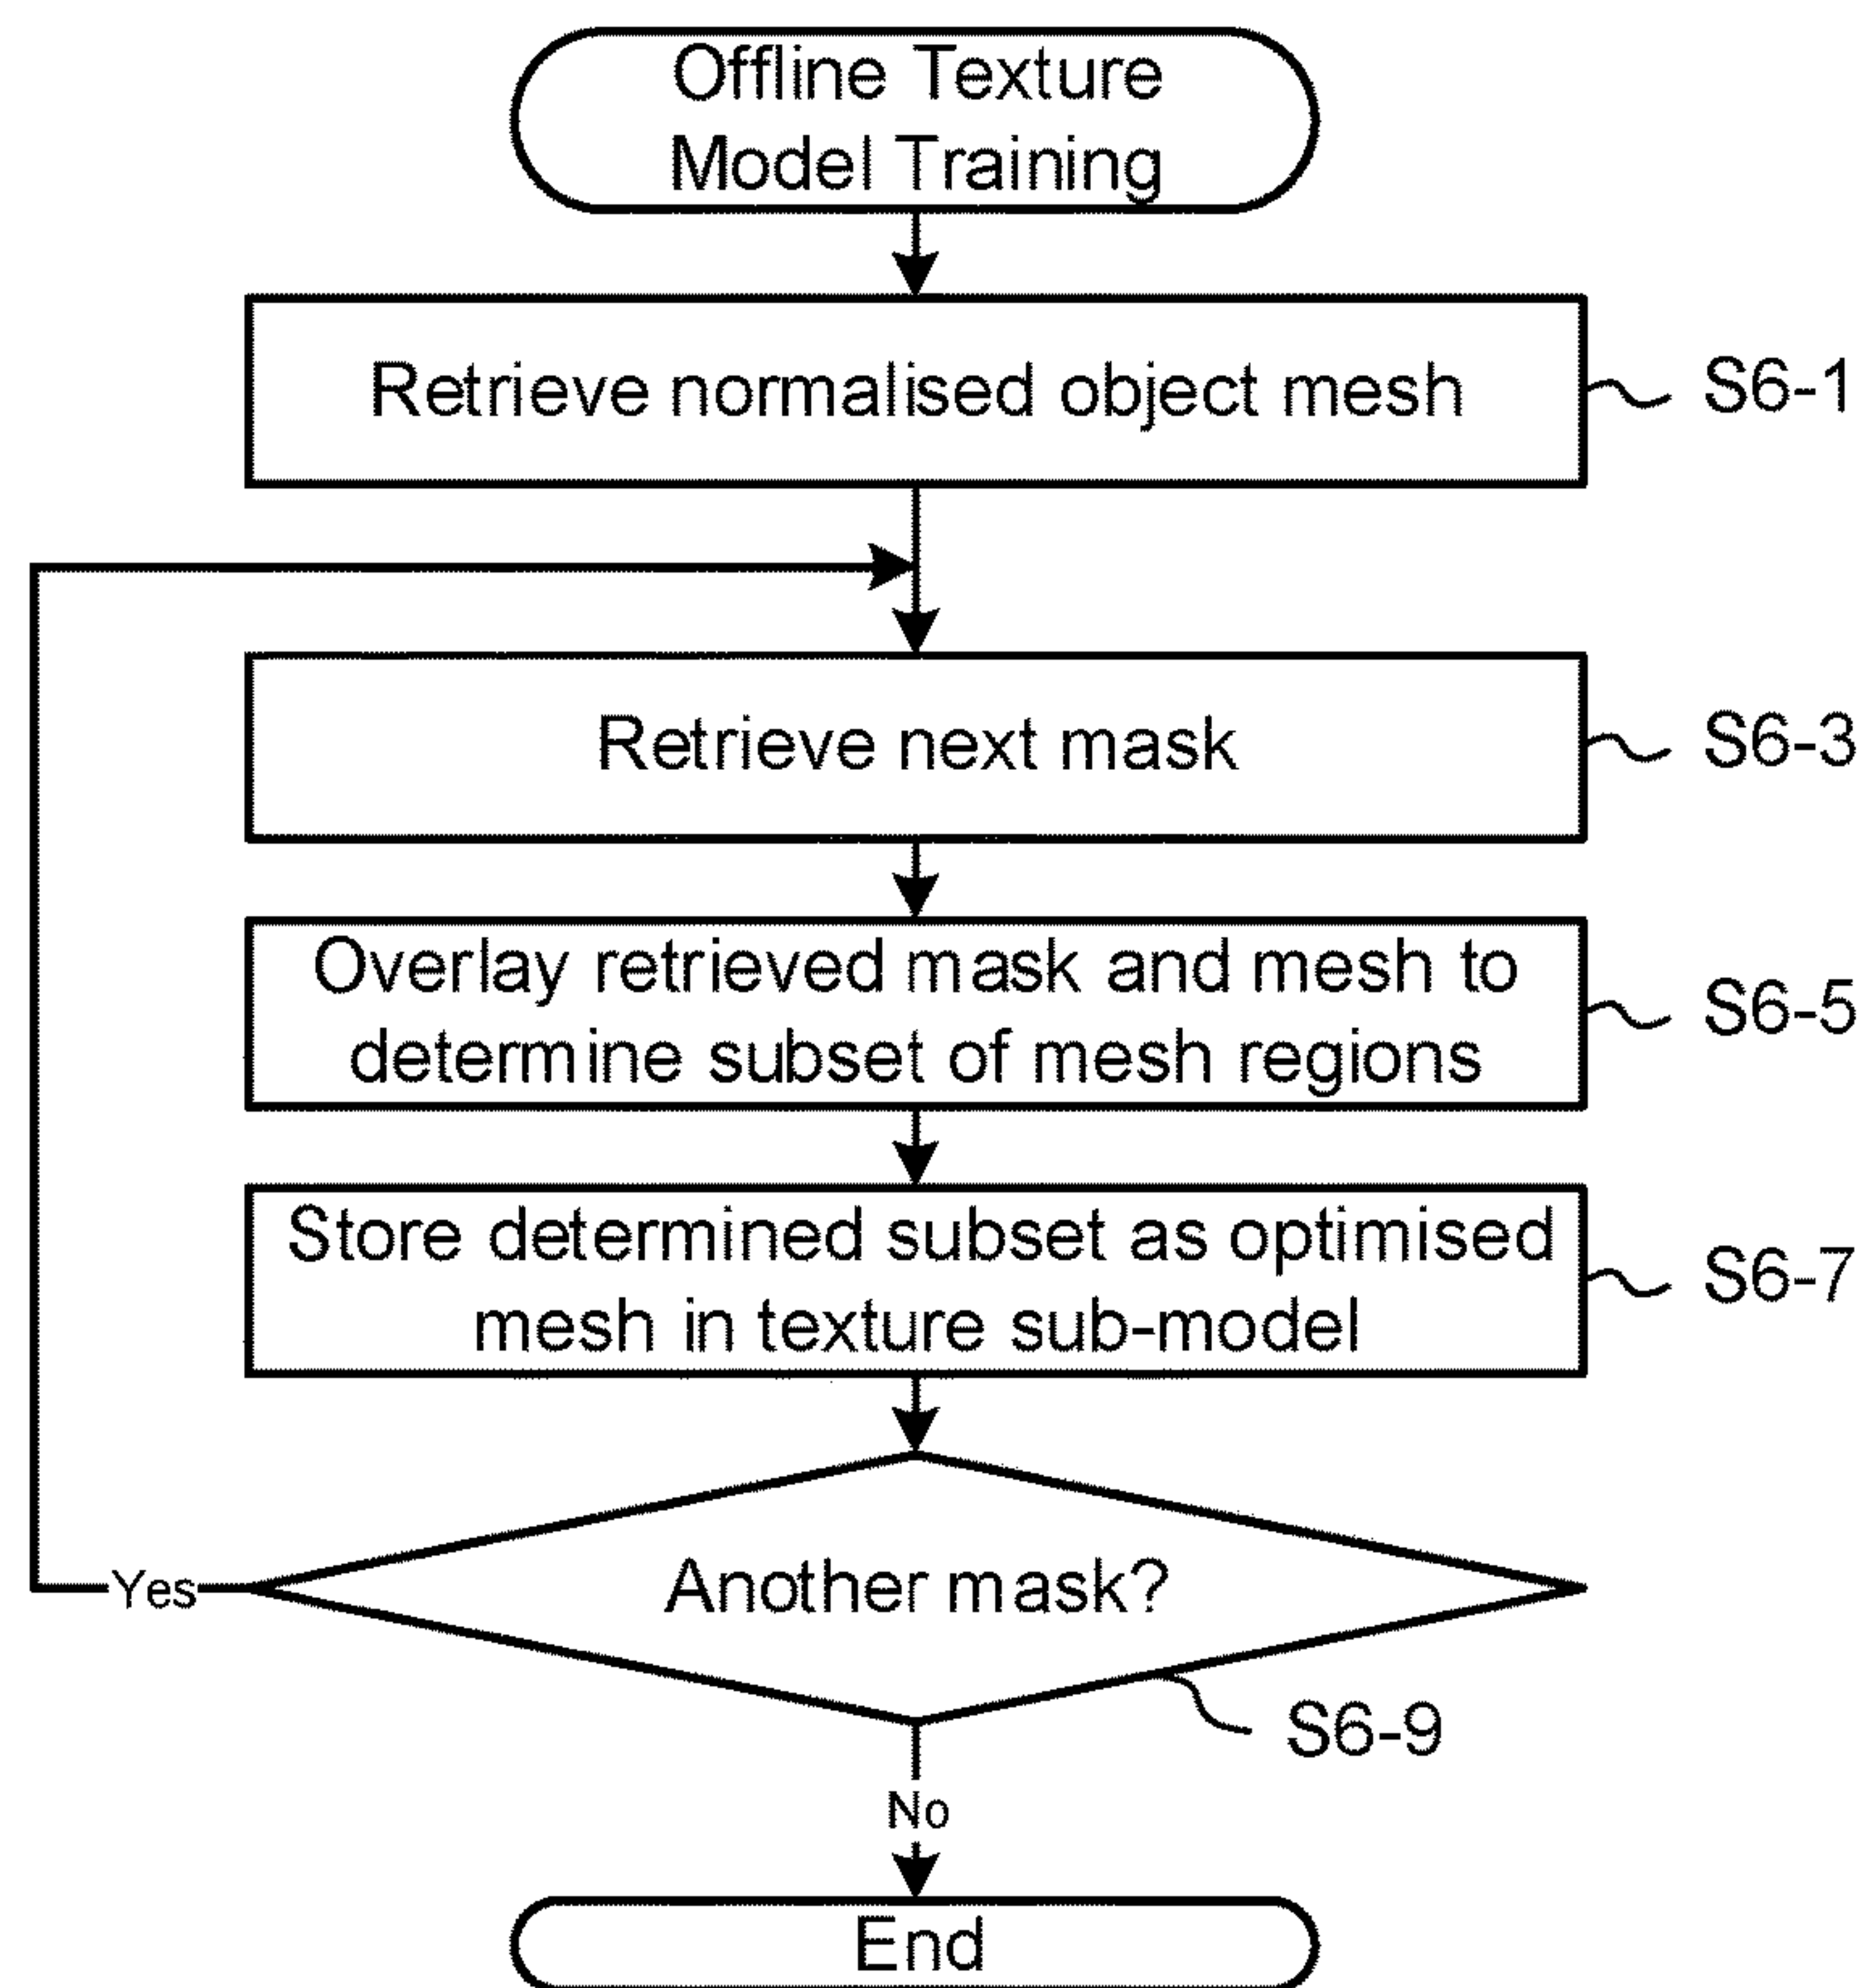 Offline Texture
Model Training
Retrieve normalised object mesh
S6-1
Retrieve next mask
S6-3
Overlay retrieved mask and mesh to
determine subset of mesh regions
S6-5
Store determined subset as optimised
mesh in texture sub-model
S6-7
Another mask?
Yes
S6-9
No
End